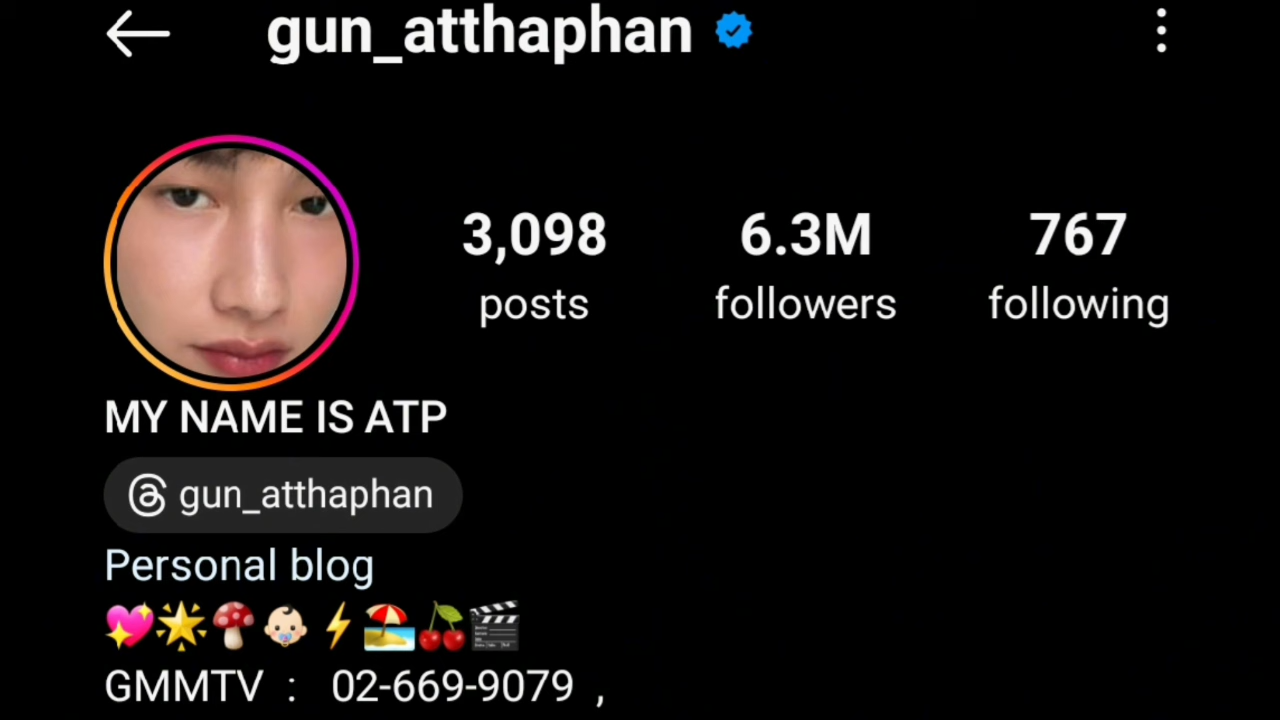 gun_atthaphan
3,098 6.3M 767
posts followers following
MY NAME IS ATP
gun_atthaphan
Personal blog
💖🌟🍄👶🏻⚡🏖️🍒🎬
GMMTV : 02-669-9079 ,